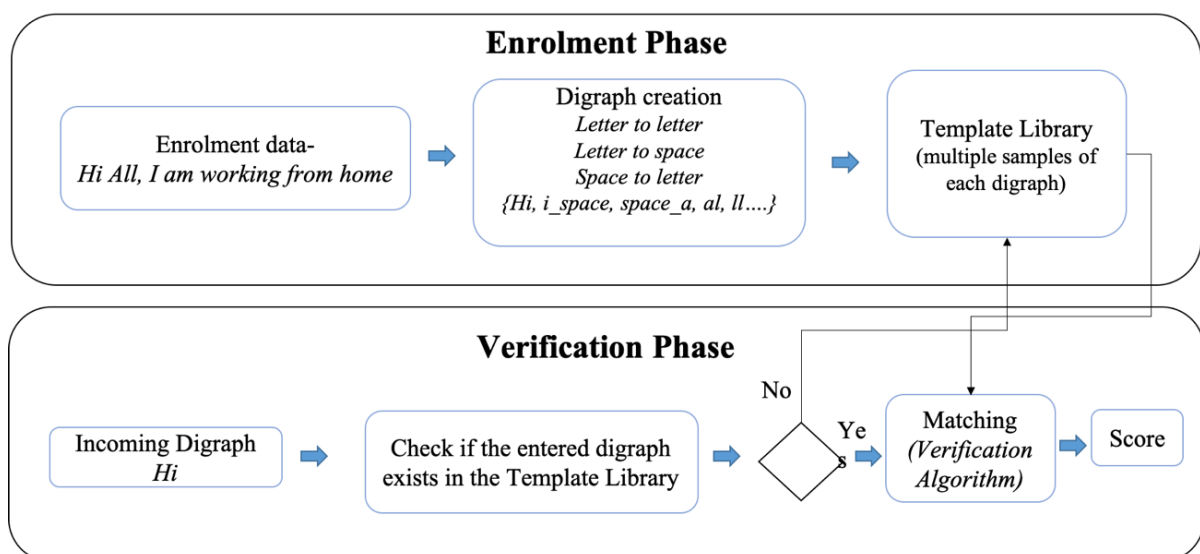 Enrolment Phase
Enrolment data-
Hi All, I am working from home
Digraph creation
Letter to letter
Letter to space
Space to letter
{Hi, i_space, space_a, al, ll....}
Template Library
(multiple samples of
each digraph)
Verification Phase
Incoming Digraph
Hi
Check if the entered digraph
exists in the Template Library
No
Ye
s
Matching
(Verification
Algorithm)
Score